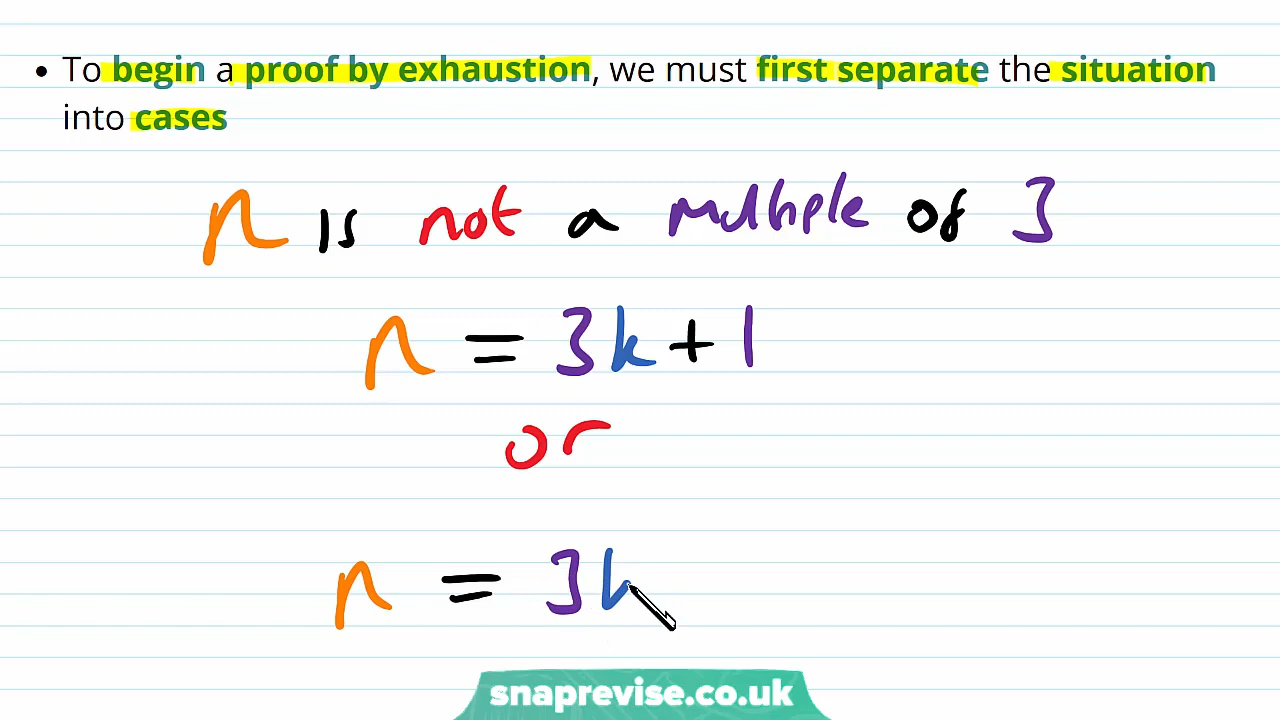 • To begin a proof by exhaustion, we must first separate the situation
into cases
n is not a multiple of 3
n = 3k + 1
or
n = 3k
snaprevise.co.uk